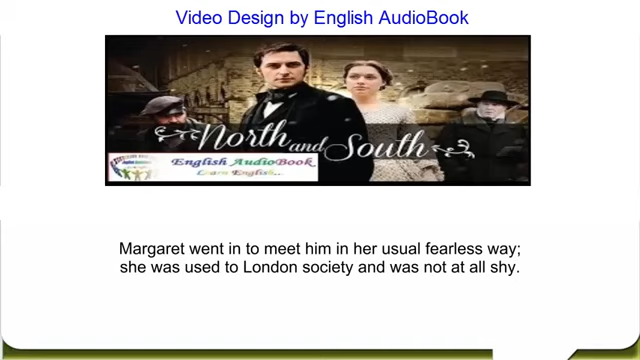 Video Design by English AudioBook
North and South
English AudioBook
Learn English...
Margaret went in to meet him in her usual fearless way;
she was used to London society and was not at all shy.